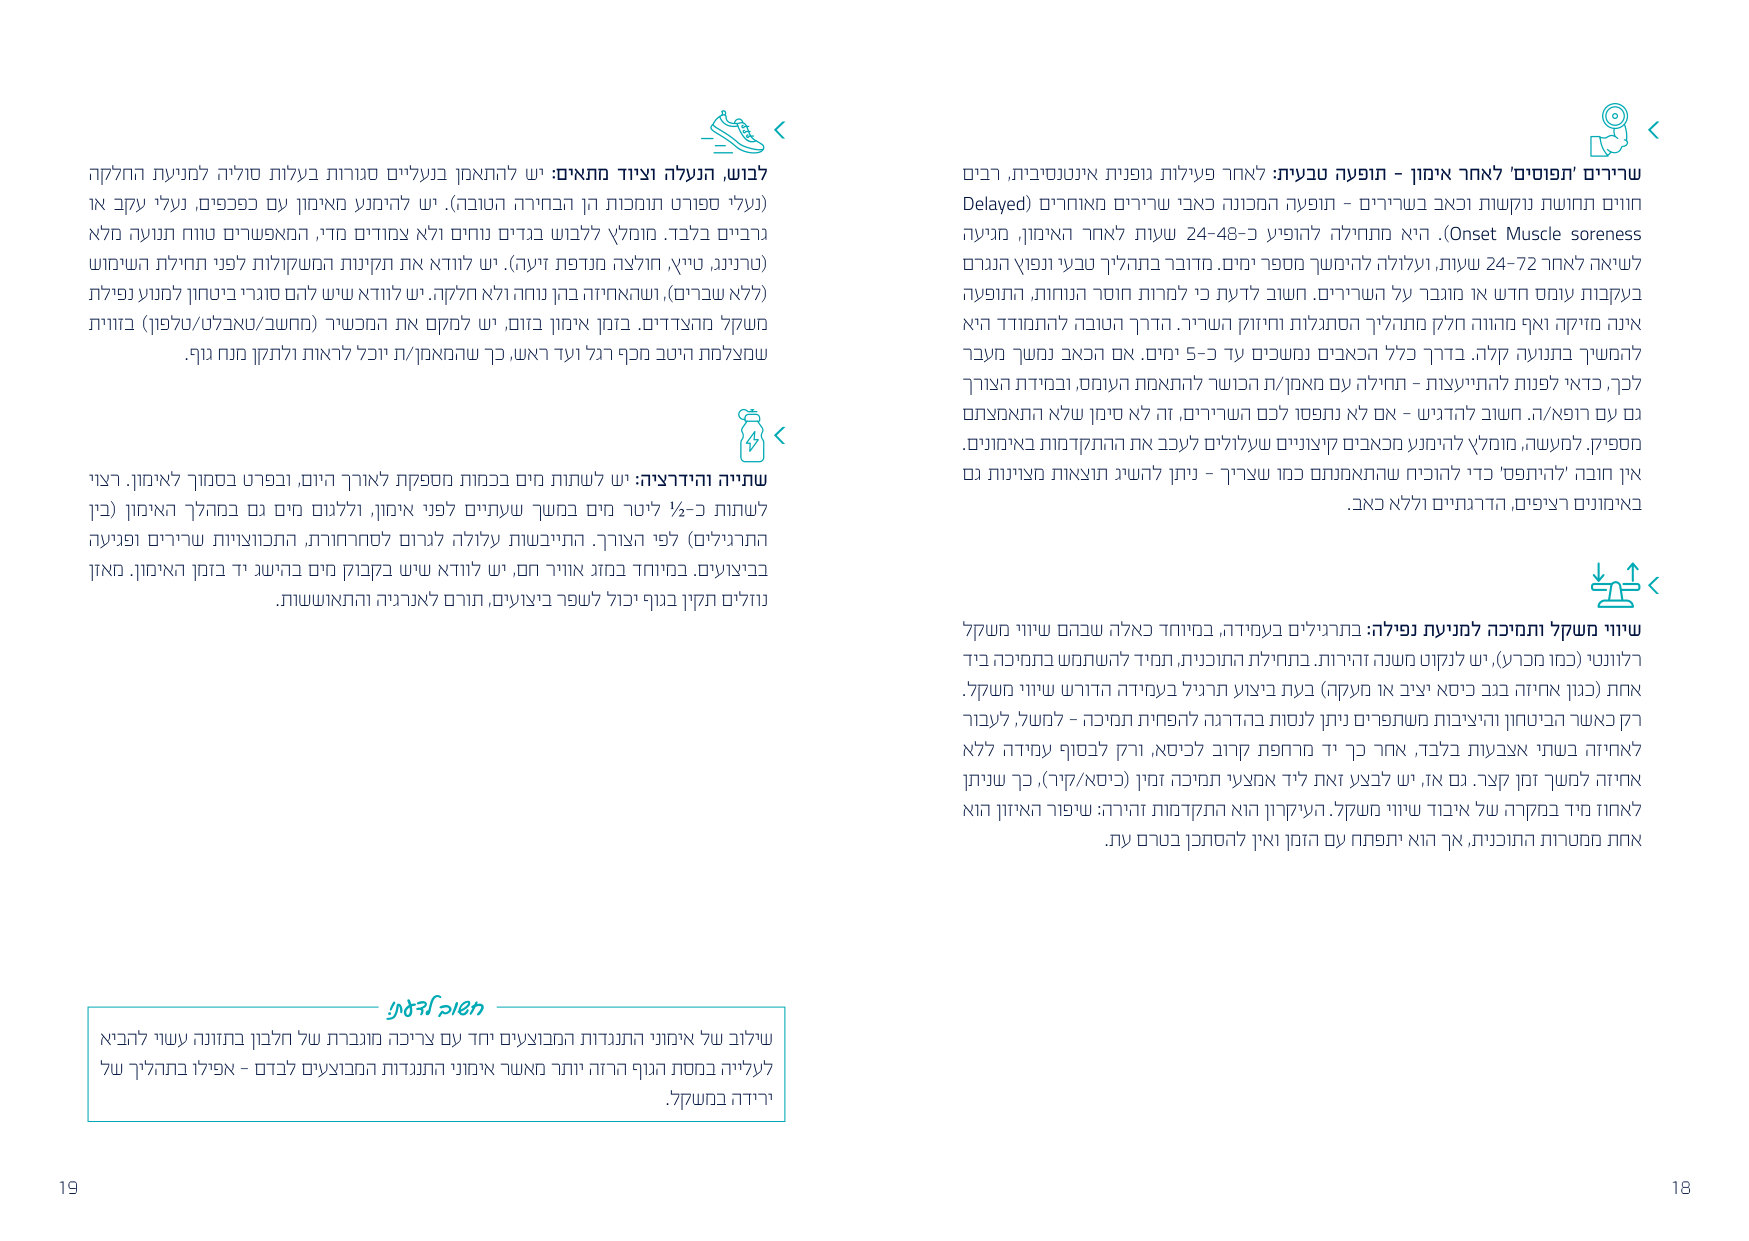 שרירים 'תפוסים' לאחר אימון - תופעה טבעית: לאחר פעילות גופנית אינטנסיבית, רבים
חווים תחושת נוקשות וכאב בשרירים - תופעה המכונה כאבי שרירים מאוחרים (Delayed
Onset Muscle soreness). היא מתחילה להופיע כ-24-48 שעות לאחר האימון, מגיעה
לשיאה לאחר 24-72 שעות, ועלולה להימשך מספר ימים. מדובר בתהליך טבעי ונפוץ הנגרם
בעקבות עומס חדש או מוגבר על השרירים. חשוב לדעת כי למרות חוסר הנוחות, התופעה
אינה מזיקה ואף מהווה חלק מתהליך הסתגלות וחיזוק השריר. הדרך הטובה להתמודד היא
להמשיך בתנועה קלה. בדרך כלל הכאבים נמשכים עד כ-5 ימים. אם הכאב נמשך מעבר
לכך, כדאי לפנות להתייעצות - תחילה עם מאמן/ת הכושר להתאמת העומס, ובמידת הצורך
גם עם רופא/ה. חשוב להדגיש - אם לא נתפסו לכם השרירים, זה לא סימן שלא התאמצתם
מספיק. למעשה, מומלץ להימנע מכאבים קיצוניים שעלולים לעכב את ההתקדמות באימונים.
אין חובה 'להיתפס' כדי להוכיח שהתאמנתם כמו שצריך - ניתן להשיג תוצאות מצוינות גם
באימונים רציפים, הדרגתיים וללא כאב.
שיווי משקל ותמיכה למניעת נפילה: בתרגילים בעמידה, במיוחד כאלה שבהם שיווי משקל
רלוונטי (כמו מכרע), יש לנקוט משנה זהירות. בתחילת התוכנית, תמיד להשתמש בתמיכה ביד
אחת (כגון אחיזה בגב כיסא יציב או מעקה) בעת ביצוע תרגיל בעמידה הדורש שיווי משקל.
רק כאשר הביטחון והיציבות משתפרים ניתן לנסות בהדרגה להפחית תמיכה - למשל, לעבור
לאחיזה בשתי אצבעות בלבד, אחר כך יד מרחפת קרוב לכיסא, ורק לבסוף עמידה ללא
אחיזה למשך זמן קצר. גם אז, יש לבצע זאת ליד אמצעי תמיכה זמין (כיסא/קיר), כך שניתן
לאחוז מיד במקרה של איבוד שיווי משקל. העיקרון הוא התקדמות זהירה: שיפור האיזון הוא
אחת ממטרות התוכנית, אך הוא יתפתח עם הזמן ואין להסתכן בטרם עת.
18
לבוש, הנעלה וציוד מתאים: יש להתאמן בנעליים סגורות בעלות סוליה למניעת החלקה
(נעלי ספורט תומכות הן הבחירה הטובה). יש להימנע מאימון עם כפכפים, נעלי עקב או
גרביים בלבד. מומלץ ללבוש בגדים נוחים ולא צמודים מדי, המאפשרים טווח תנועה מלא
(טרנינג, טייץ, חולצה מנדפת זיעה). יש לוודא את תקינות המשקולות לפני תחילת השימוש
(ללא שברים), ושהאחיזה בהן נוחה ולא חלקה. יש לוודא שיש להם סוגרי ביטחון למנוע נפילת
משקל מהצדדים. בזמן אימון בזום, יש למקם את המכשיר (מחשב/טאבלט/טלפון) בזווית
שמצלמת היטב מכף רגל ועד ראש, כך שהמאמן/ת יוכל לראות ולתקן מנח גוף.
שתייה והידרציה: יש לשתות מים בכמות מספקת לאורך היום, ובפרט בסמוך לאימון. רצוי
לשתות כ-½ ליטר מים במשך שעתיים לפני אימון, וללגום מים גם במהלך האימון (בין
התרגילים) לפי הצורך. התייבשות עלולה לגרום לסחרחורת, התכווצויות שרירים ופגיעה
בביצועים. במיוחד במזג אוויר חם, יש לוודא שיש בקבוק מים בהישג יד בזמן האימון. מאזן
נוזלים תקין בגוף יכול לשפר ביצועים, תורם לאנרגיה והתאוששות.
חשוב לדעת!
שילוב של אימוני התנגדות המבוצעים יחד עם צריכה מוגברת של חלבון בתזונה עשוי להביא
לעלייה במסת הגוף הרזה יותר מאשר אימוני התנגדות המבוצעים לבדם - אפילו בתהליך של
ירידה במשקל.
19